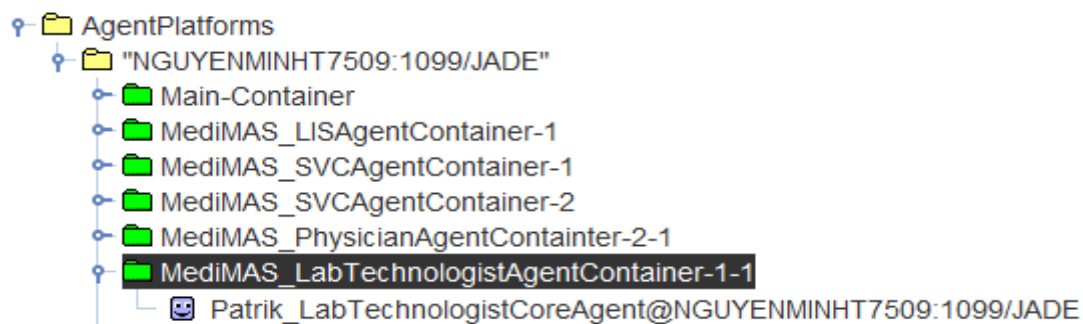 AgentPlatforms
"NGUYENMINHT7509:1099/JADE"
Main-Container
MediMAS_LISAgentContainer-1
MediMAS_SVCAgentContainer-1
MediMAS_SVCAgentContainer-2
MediMAS_PhysicianAgentContainter-2-1
MediMAS_LabTechnologistAgentContainer-1-1
Patrik_LabTechnologistCoreAgent@NGUYENMINHT7509:1099/JADE